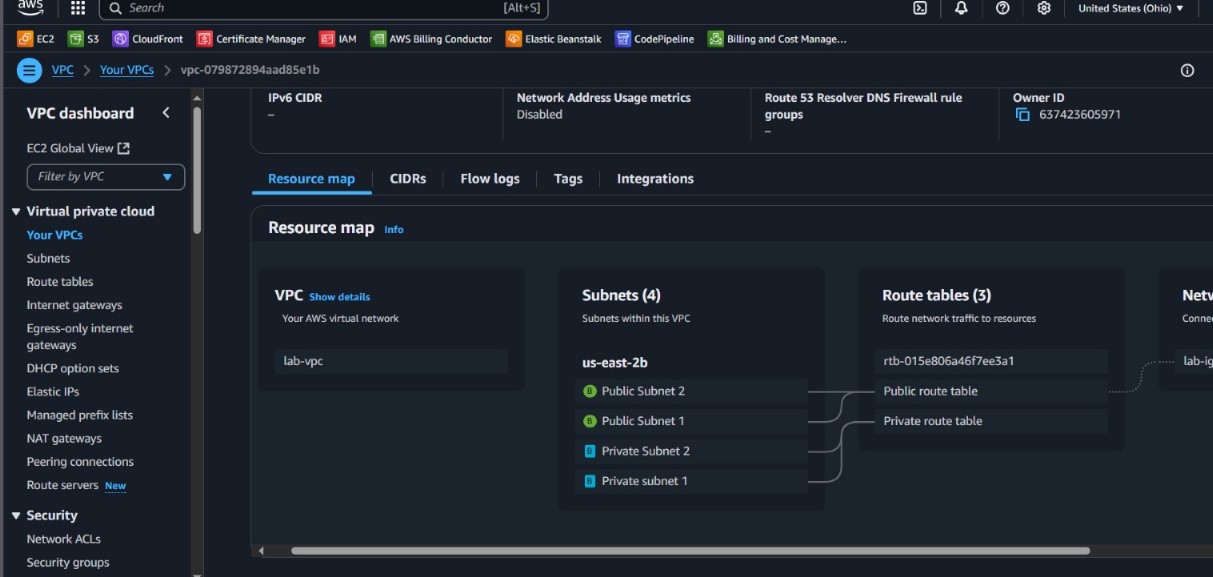 aws
Search
[Alt+S]
United States (Ohio)
EC2
S3
CloudFront
Certificate Manager
IAM
AWS Billing Conductor
Elastic Beanstalk
CodePipeline
Billing and Cost Manage...
VPC > Your VPCs > vpc-079872894aad85e1b
VPC dashboard
EC2 Global View
Filter by VPC
Virtual private cloud
Your VPCs
Subnets
Route tables
Internet gateways
Egress-only internet
gateways
DHCP option sets
Elastic IPs
Managed prefix lists
NAT gateways
Peering connections
Route servers New
Security
Network ACLs
Security groups
IPv6 CIDR
–
Network Address Usage metrics
Disabled
Route 53 Resolver DNS Firewall rule
groups
–
Owner ID
637423605971
Resource map
CIDRs
Flow logs
Tags
Integrations
Resource map Info
VPC Show details
Your AWS virtual network
lab-vpc
Subnets (4)
Subnets within this VPC
us-east-2b
B Public Subnet 2
B Public Subnet 1
B Private Subnet 2
B Private subnet 1
Route tables (3)
Route network traffic to resources
rtb-015e806a46f7ee3a1
Public route table
Private route table
Netw
Conne
lab-ig